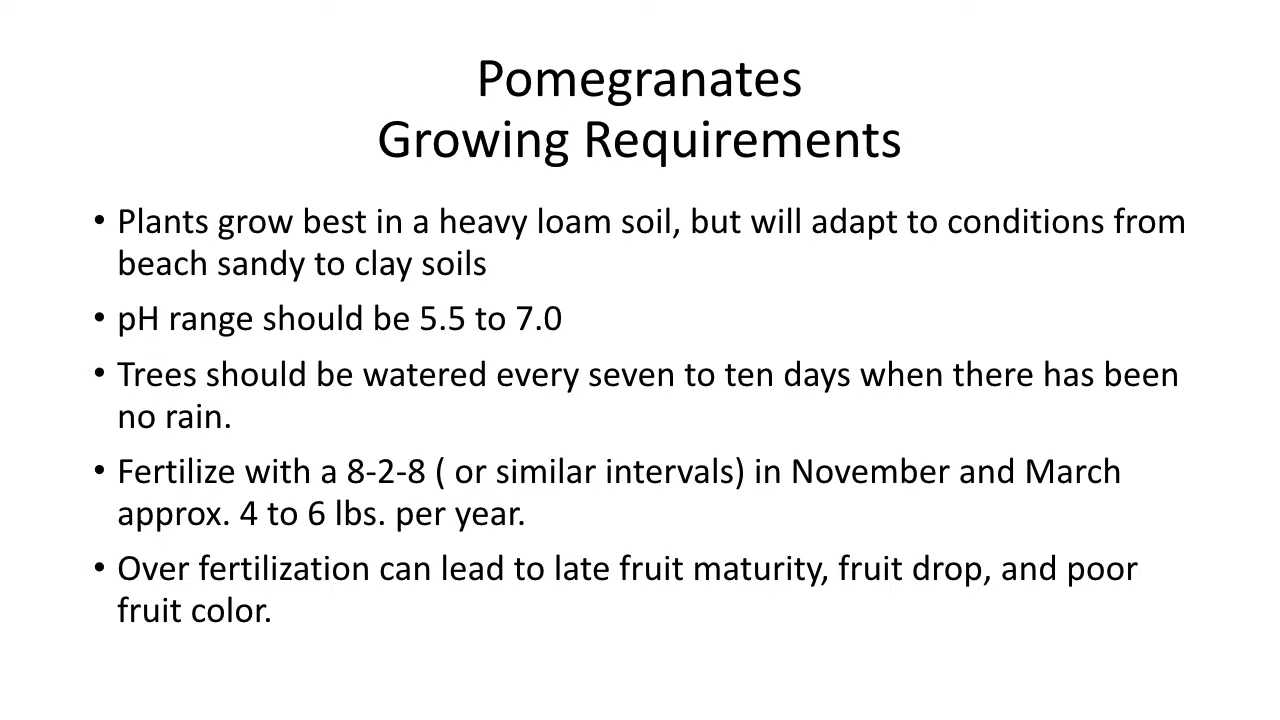 Pomegranates
Growing Requirements
• Plants grow best in a heavy loam soil, but will adapt to conditions from
beach sandy to clay soils
• pH range should be 5.5 to 7.0
• Trees should be watered every seven to ten days when there has been
no rain.
• Fertilize with a 8-2-8 ( or similar intervals) in November and March
approx. 4 to 6 lbs. per year.
• Over fertilization can lead to late fruit maturity, fruit drop, and poor
fruit color.